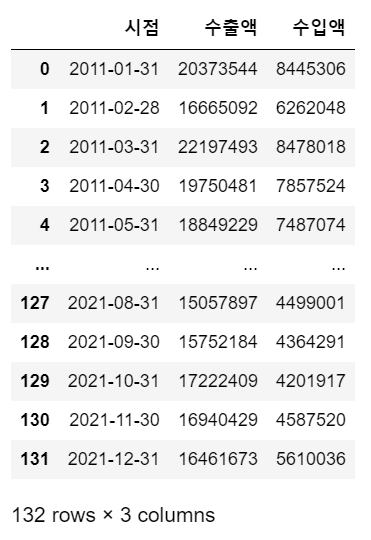 시점 수출액 수입액
0 2011-01-31 20373544 8445306
1 2011-02-28 16665092 6262048
2 2011-03-31 22197493 8478018
3 2011-04-30 19750481 7857524
4 2011-05-31 18849229 7487074
... ... ... ...
127 2021-08-31 15057897 4499001
128 2021-09-30 15752184 4364291
129 2021-10-31 17222409 4201917
130 2021-11-30 16940429 4587520
131 2021-12-31 16461673 5610036
132 rows × 3 columns